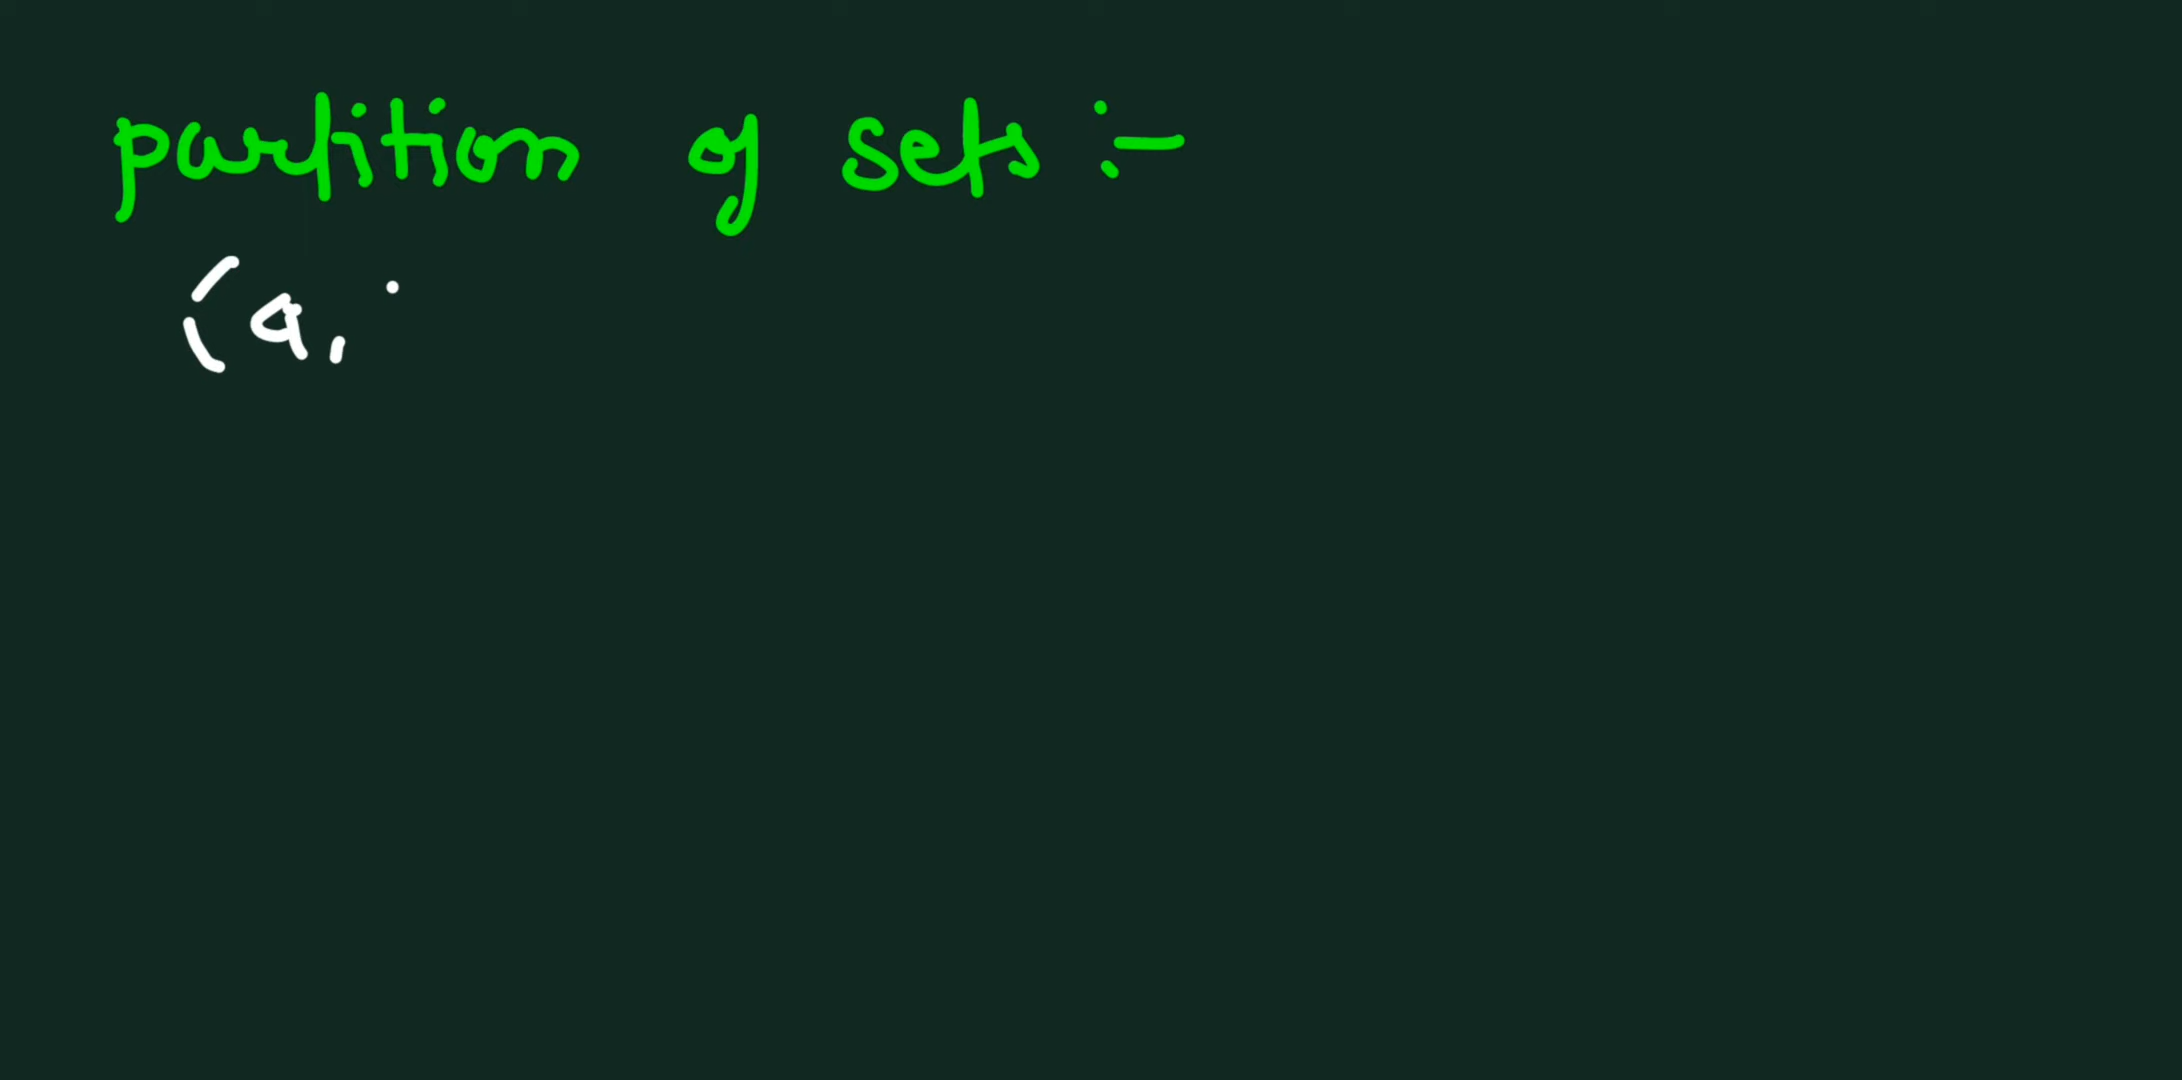 partition of sets :-
{a,